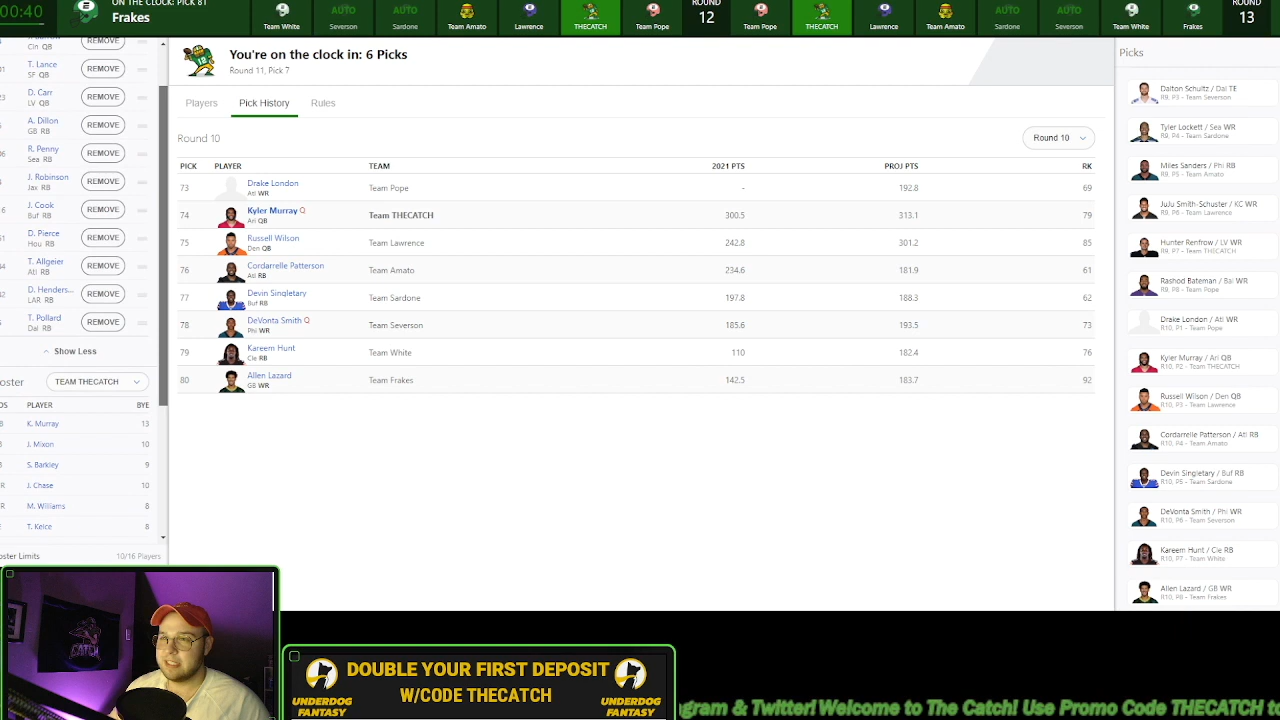 00:40
ON THE CLOCK: PICK 81
Frakes
Team White
AUTO
Severson
AUTO
Sardone
Team Amato
Lawrence
THECATCH
Team Pope
ROUND
12
Team Pope
THECATCH
Lawrence
Team Amato
AUTO
Sardone
AUTO
Severson
Team White
Frakes
ROUND
13
Cin QB REMOVE
T. Lance
SF QB
REMOVE
D. Carr
LV QB
REMOVE
A. Dillon
GB RB
REMOVE
R. Penny
Sea RB
REMOVE
J. Robinson
Jax RB
REMOVE
J. Cook
Buf RB
REMOVE
D. Pierce
Hou RB
REMOVE
T. Allgeier
Atl RB
REMOVE
D. Henders...
LAR RB
REMOVE
T. Pollard
Dal RB
REMOVE
Show Less
oster TEAM THECATCH
OS PLAYER BYE
K. Murray 13
J. Mixon 10
S. Barkley 9
J. Chase 10
M. Williams 8
T. Kelce 8
oster Limits 10/16 Players
You're on the clock in: 6 Picks
Round 11, Pick 7
Players Pick History Rules
Round 10 Round 10
PICK PLAYER TEAM 2021 PTS PROJ PTS RK
73 Drake London Atl WR Team Pope - 192.8 69
74 Kyler Murray Q Ari QB Team THECATCH 300.5 313.1 79
75 Russell Wilson Den QB Team Lawrence 242.8 301.2 85
76 Cordarrelle Patterson Atl RB Team Amato 234.6 181.9 61
77 Devin Singletary Buf RB Team Sardone 197.8 188.3 62
78 DeVonta Smith Q Phi WR Team Severson 185.6 193.5 73
79 Kareem Hunt Cle RB Team White 110 182.4 76
80 Allen Lazard GB WR Team Frakes 142.5 183.7 92
Picks
Dalton Schultz / Dal TE
R9, P3 - Team Severson
Tyler Lockett / Sea WR
R9, P4 - Team Sardone
Miles Sanders / Phi RB
R9, P5 - Team Amato
JuJu Smith-Schuster / KC WR
R9, P6 - Team Lawrence
Hunter Renfrow / LV WR
R9, P7 - Team THECATCH
Rashod Bateman / Bal WR
R9, P8 - Team Pope
Drake London / Atl WR
R10, P1 - Team Pope
Kyler Murray / Ari QB
R10, P2 - Team THECATCH
Russell Wilson / Den QB
R10, P3 - Team Lawrence
Cordarrelle Patterson / Atl RB
R10, P4 - Team Amato
Devin Singletary / Buf RB
R10, P5 - Team Sardone
DeVonta Smith / Phi WR
R10, P6 - Team Severson
Kareem Hunt / Cle RB
R10, P7 - Team White
Allen Lazard / GB WR
R10, P8 - Team Frakes
CATCH
UNDERDOG
FANTASY
DOUBLE YOUR FIRST DEPOSIT
W/CODE THECATCH
UNDERDOG
FANTASY
gram & Twitter! Welcome to The Catch! Use Promo Code THECATCH to